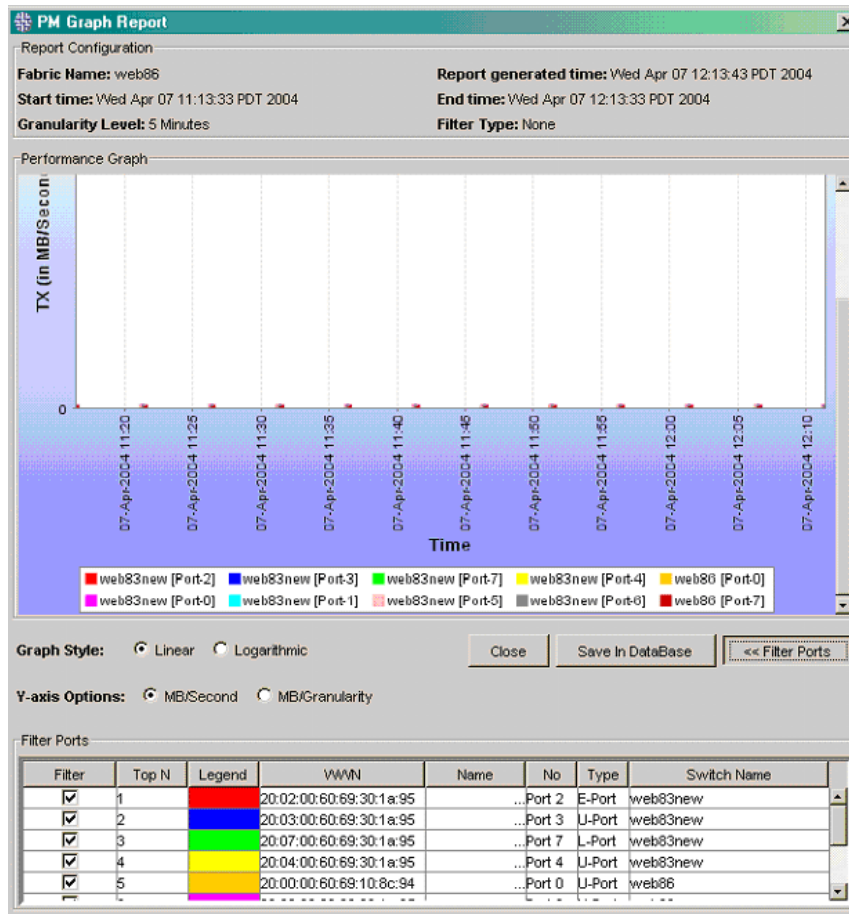 PM Graph Report
Report Configuration
Fabric Name: web86 Report generated time: Wed Apr 07 12:13:43 PDT 2004
Start time: Wed Apr 07 11:13:33 PDT 2004 End time: Wed Apr 07 12:13:33 PDT 2004
Granularity Level: 5 Minutes Filter Type: None
Performance Graph
TX (in MB/Secon
0
07-Apr-2004 11:20
07-Apr-2004 11:25
07-Apr-2004 11:30
07-Apr-2004 11:35
07-Apr-2004 11:40
07-Apr-2004 11:45
07-Apr-2004 11:50
07-Apr-2004 11:55
07-Apr-2004 12:00
07-Apr-2004 12:05
07-Apr-2004 12:10
Time
web83new [Port-2] web83new [Port-3] web83new [Port-7] web83new [Port-4] web86 [Port-0]
web83new [Port-0] web83new [Port-1] web83new [Port-5] web83new [Port-6] web86 [Port-7]
Graph Style: Linear Logarithmic Close Save In DataBase << Filter Ports
Y-axis Options: MB/Second MB/Granularity
Filter Ports
Filter Top N Legend WWN Name No Type Switch Name
1 20:02:00:60:69:30:1a:95 ...Port 2 E-Port web83new
2 20:03:00:60:69:30:1a:95 ...Port 3 U-Port web83new
3 20:07:00:60:69:30:1a:95 ...Port 7 L-Port web83new
4 20:04:00:60:69:30:1a:95 ...Port 4 U-Port web83new
5 20:00:00:60:69:10:8c:94 ...Port 0 U-Port web86